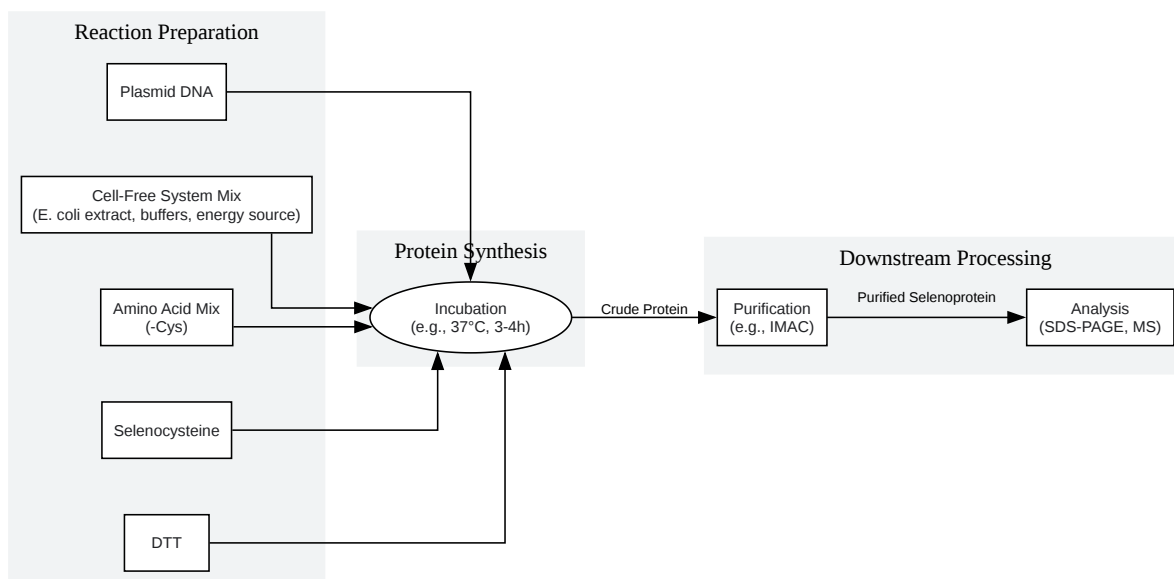 Reaction Preparation
Plasmid DNA
Cell-Free System Mix
(E. coli extract, buffers, energy source)
Amino Acid Mix
(-Cys)
Selenocysteine
DTT
Protein Synthesis
Incubation
(e.g., 37°C, 3-4h)
Crude Protein
Downstream Processing
Purification
(e.g., IMAC)
Purified Selenoprotein
Analysis
(SDS-PAGE, MS)